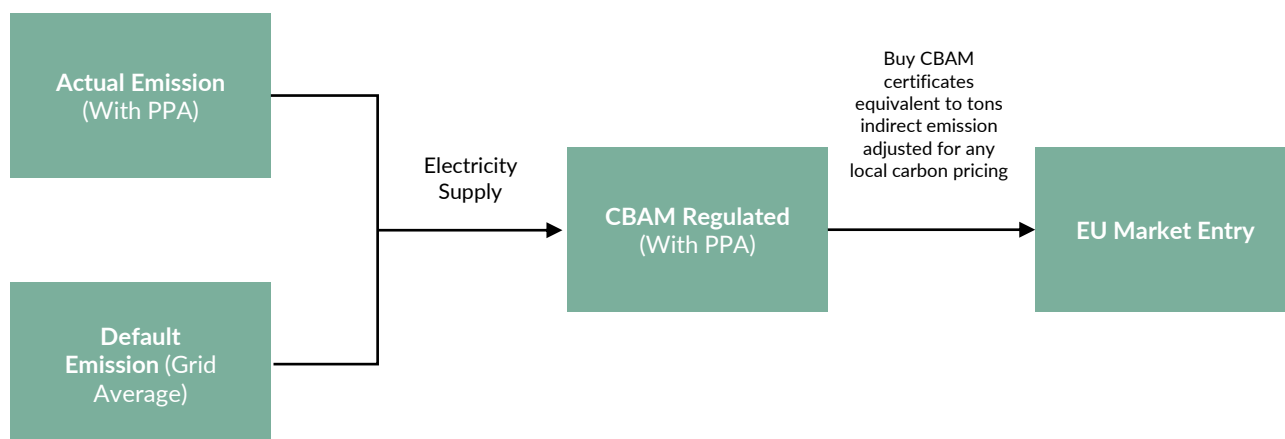 Actual Emission
(With PPA)
Default
Emission (Grid
Average)
Electricity
Supply
CBAM Regulated
(With PPA)
Buy CBAM
certificates
equivalent to tons
indirect emission
adjusted for any
local carbon pricing
EU Market Entry